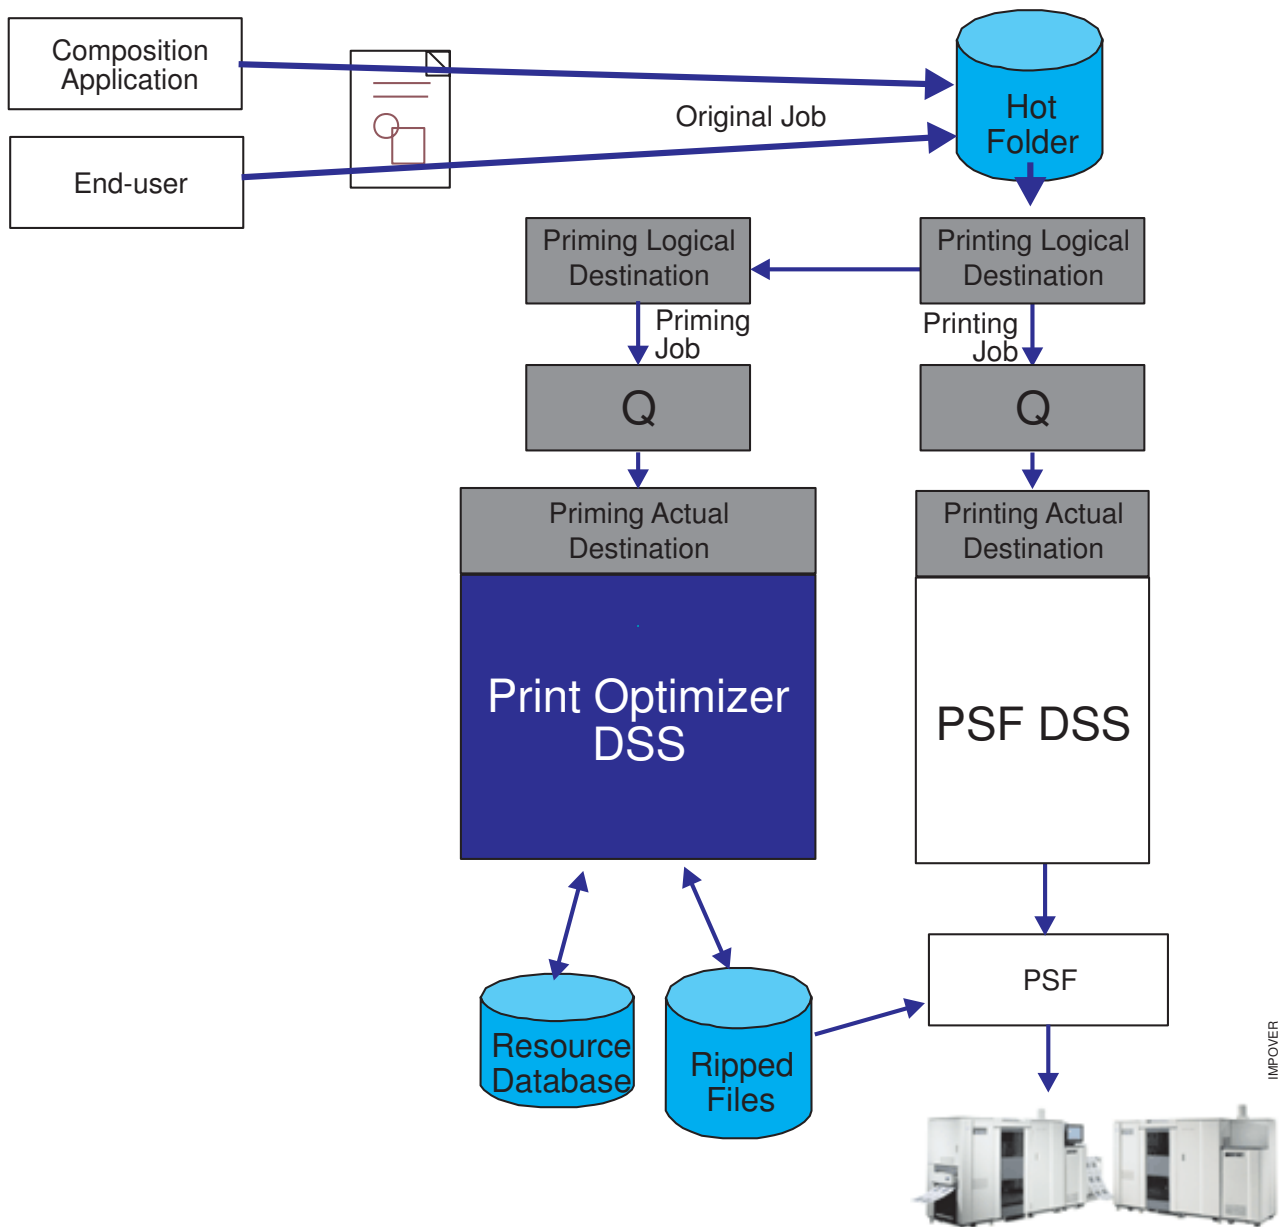 Composition
Application
End-user
Original Job
Hot
Folder
Priming Logical
Destination
Printing Logical
Destination
Priming
Job
Printing
Job
Q
Q
Priming Actual
Destination
Printing Actual
Destination
Print Optimizer
DSS
PSF DSS
PSF
Resource
Database
Ripped
Files
IMPOVER